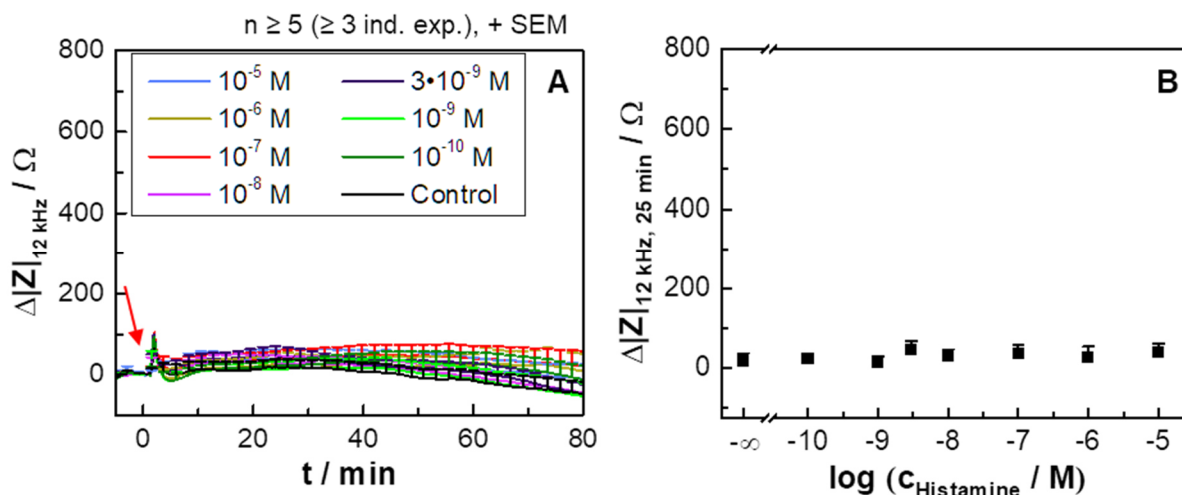 n ≥ 5 (≥ 3 ind. exp.), + SEM
A
10⁻⁵ M
3•10⁻⁹ M
10⁻⁶ M
10⁻⁹ M
10⁻⁷ M
10⁻¹⁰ M
10⁻⁸ M
Control
800
600
400
200
0
Δ|Z|12 kHz / Ω
0
20
40
60
80
t / min
B
800
600
400
200
0
Δ|Z|12 kHz, 25 min / Ω
-∞
-10
-9
-8
-7
-6
-5
log (cHistamine / M)